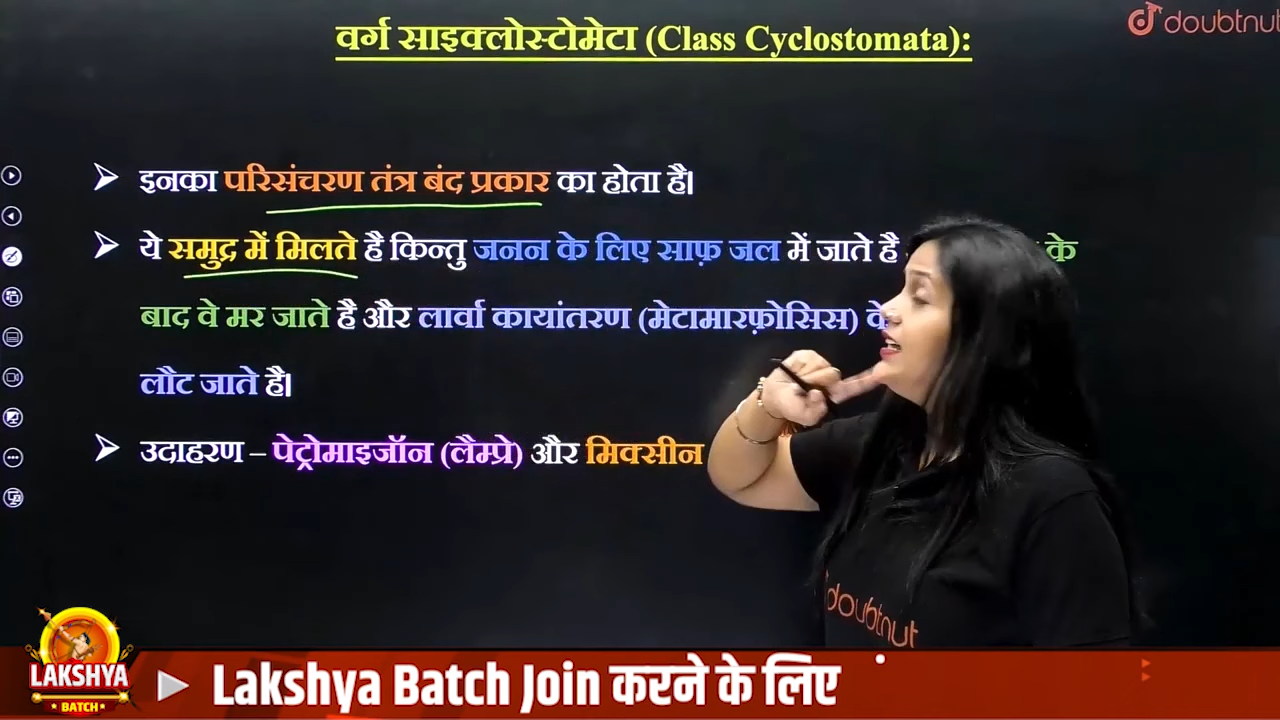 वर्ग साइक्लोस्टोमेटा (Class Cyclostomata):
doubtnut
इनका परिसंचरण तंत्र बंद प्रकार का होता है।
ये समुद्र में मिलते है किन्तु जनन के लिए साफ़ जल में जाते है के
बाद वे मर जाते है और लार्वा कायांतरण (मेटामारफ़ोसिस)
लौट जाते है।
उदाहरण – पेट्रोमाइजॉन (लैम्प्रे) और मिक्सीन
doubtnut
LAKSHYA
BATCH
Lakshya Batch Join करने के लिए